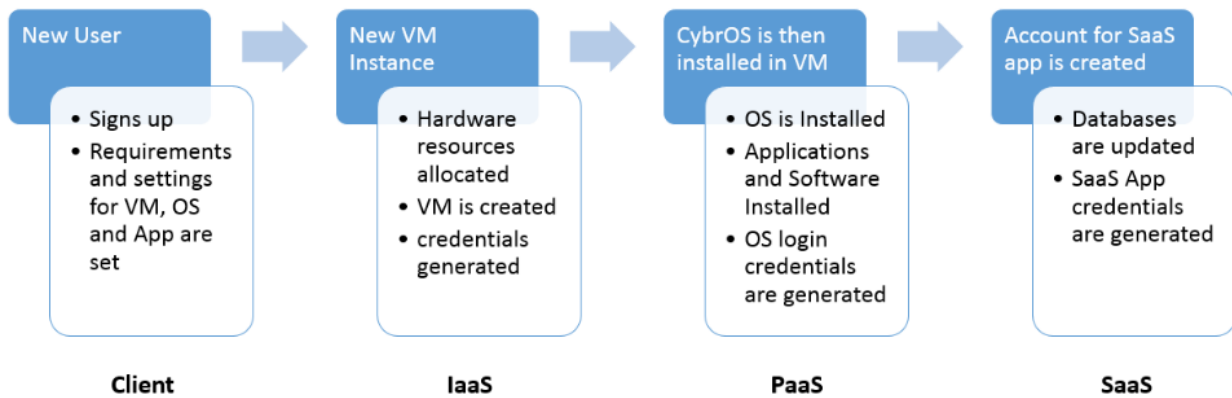 New User
• Signs up
• Requirements
and settings
for VM, OS
and App are
set
Client
New VM
Instance
• Hardware
resources
allocated
• VM is created
• credentials
generated
IaaS
CybrOS is then
installed in VM
• OS is Installed
• Applications
and Software
Installed
• OS login
credentials
are generated
PaaS
Account for SaaS
app is created
• Databases
are updated
• SaaS App
credentials
are generated
SaaS